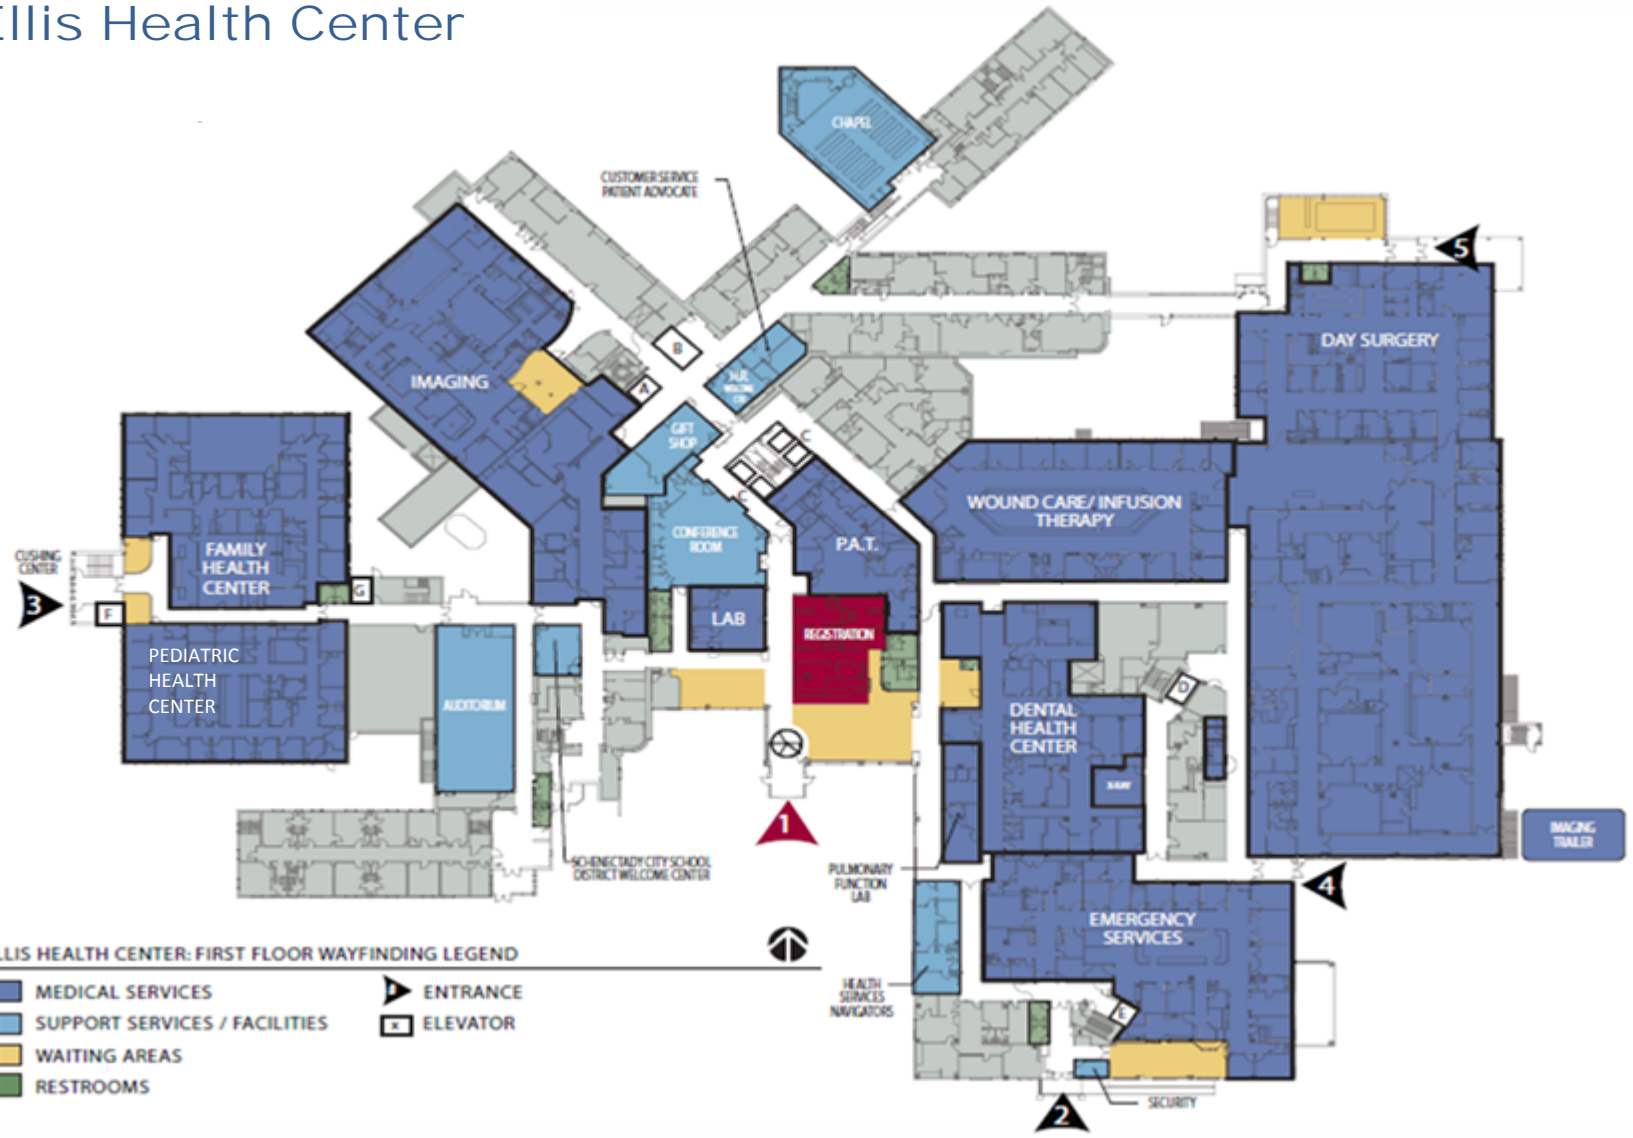 Ellis Health Center
CHAPEL
CUSTOMER SERVICE
PATIENT ADVOCATE
5
DAY SURGERY
B
IMAGING
A
H.R.
GIFT
SHOP
C
WOUND CARE/ INFUSION
THERAPY
C
CONFERENCE
ROOM
P.A.T.
FAMILY
HEALTH
CENTER
CUSHING
CENTER
3
G
F
LAB
REGISTRATION
PEDIATRIC
HEALTH
CENTER
D
AUDITORIUM
DENTAL
HEALTH
CENTER
X-RAY
1
IMAGING
TRAILER
SCHENECTADY CITY SCHOOL
DISTRICT WELCOME CENTER
PULMONARY
FUNCTION
LAB
4
EMERGENCY
SERVICES
HEALTH
SERVICES
NAVIGATORS
E
SECURITY
2
LLIS HEALTH CENTER: FIRST FLOOR WAYFINDING LEGEND
MEDICAL SERVICES
ENTRANCE
SUPPORT SERVICES / FACILITIES
x ELEVATOR
WAITING AREAS
RESTROOMS